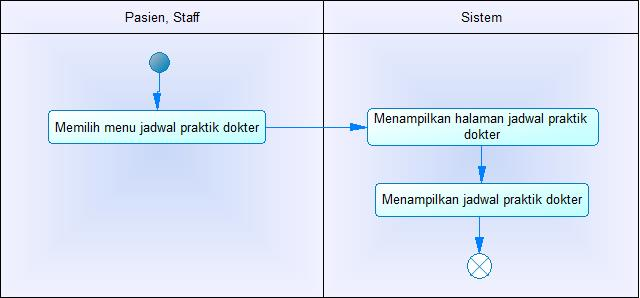 Pasien, Staff
Sistem
Memilih menu jadwal praktik dokter
Menampilkan halaman jadwal praktik
dokter
Menampilkan jadwal praktik dokter